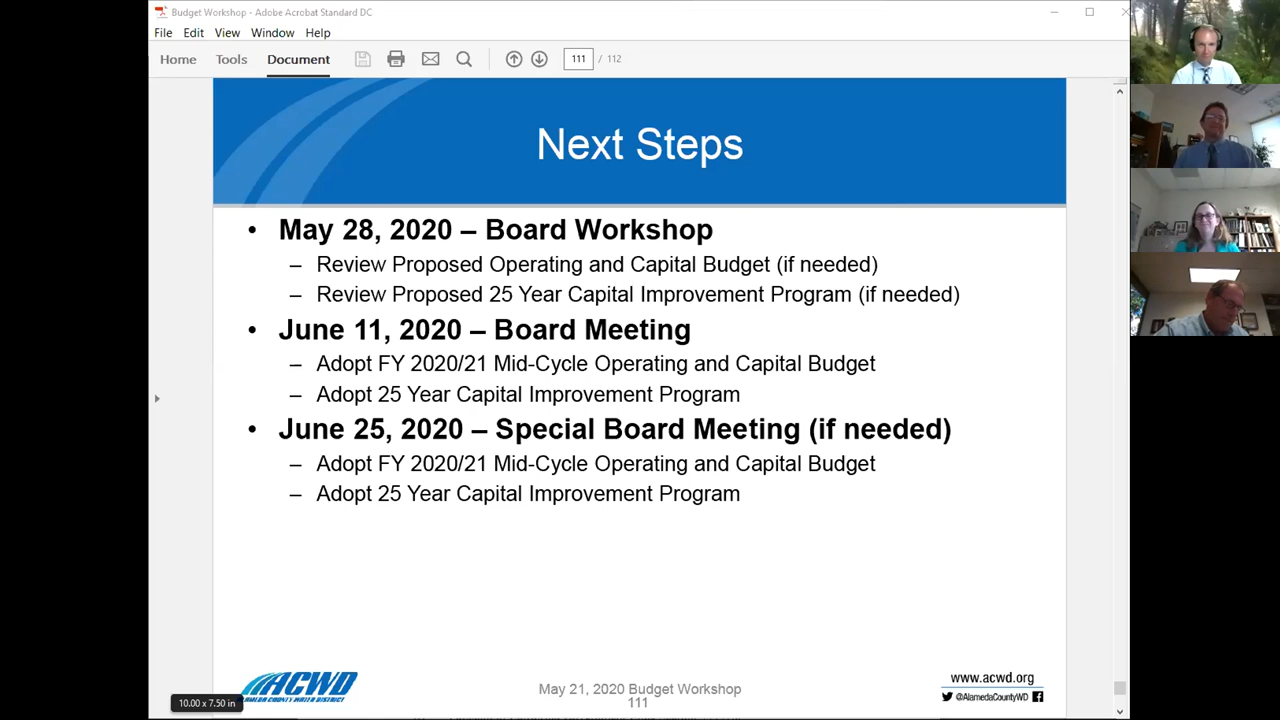 Budget Workshop - Adobe Acrobat Standard DC
File Edit View Window Help
Home Tools Document 111 / 112
Next Steps
• May 28, 2020 – Board Workshop
– Review Proposed Operating and Capital Budget (if needed)
– Review Proposed 25 Year Capital Improvement Program (if needed)
• June 11, 2020 – Board Meeting
– Adopt FY 2020/21 Mid-Cycle Operating and Capital Budget
– Adopt 25 Year Capital Improvement Program
• June 25, 2020 – Special Board Meeting (if needed)
– Adopt FY 2020/21 Mid-Cycle Operating and Capital Budget
– Adopt 25 Year Capital Improvement Program
ACWD
COUNTY WATER DISTRICT
10.00 x 7.50 in
May 21, 2020 Budget Workshop
111
www.acwd.org
@AlamedaCountyWD